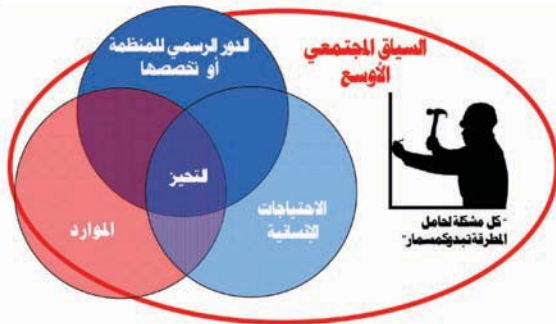 الدور الرسمي للمنظمة
أو تخصصها
السياق المجتمعي
الأوسع
التحيز
الموارد
الاحتياجات
الإنسانية
"كل مشكلة لحامل
المطرقة تبدو كمسمار"